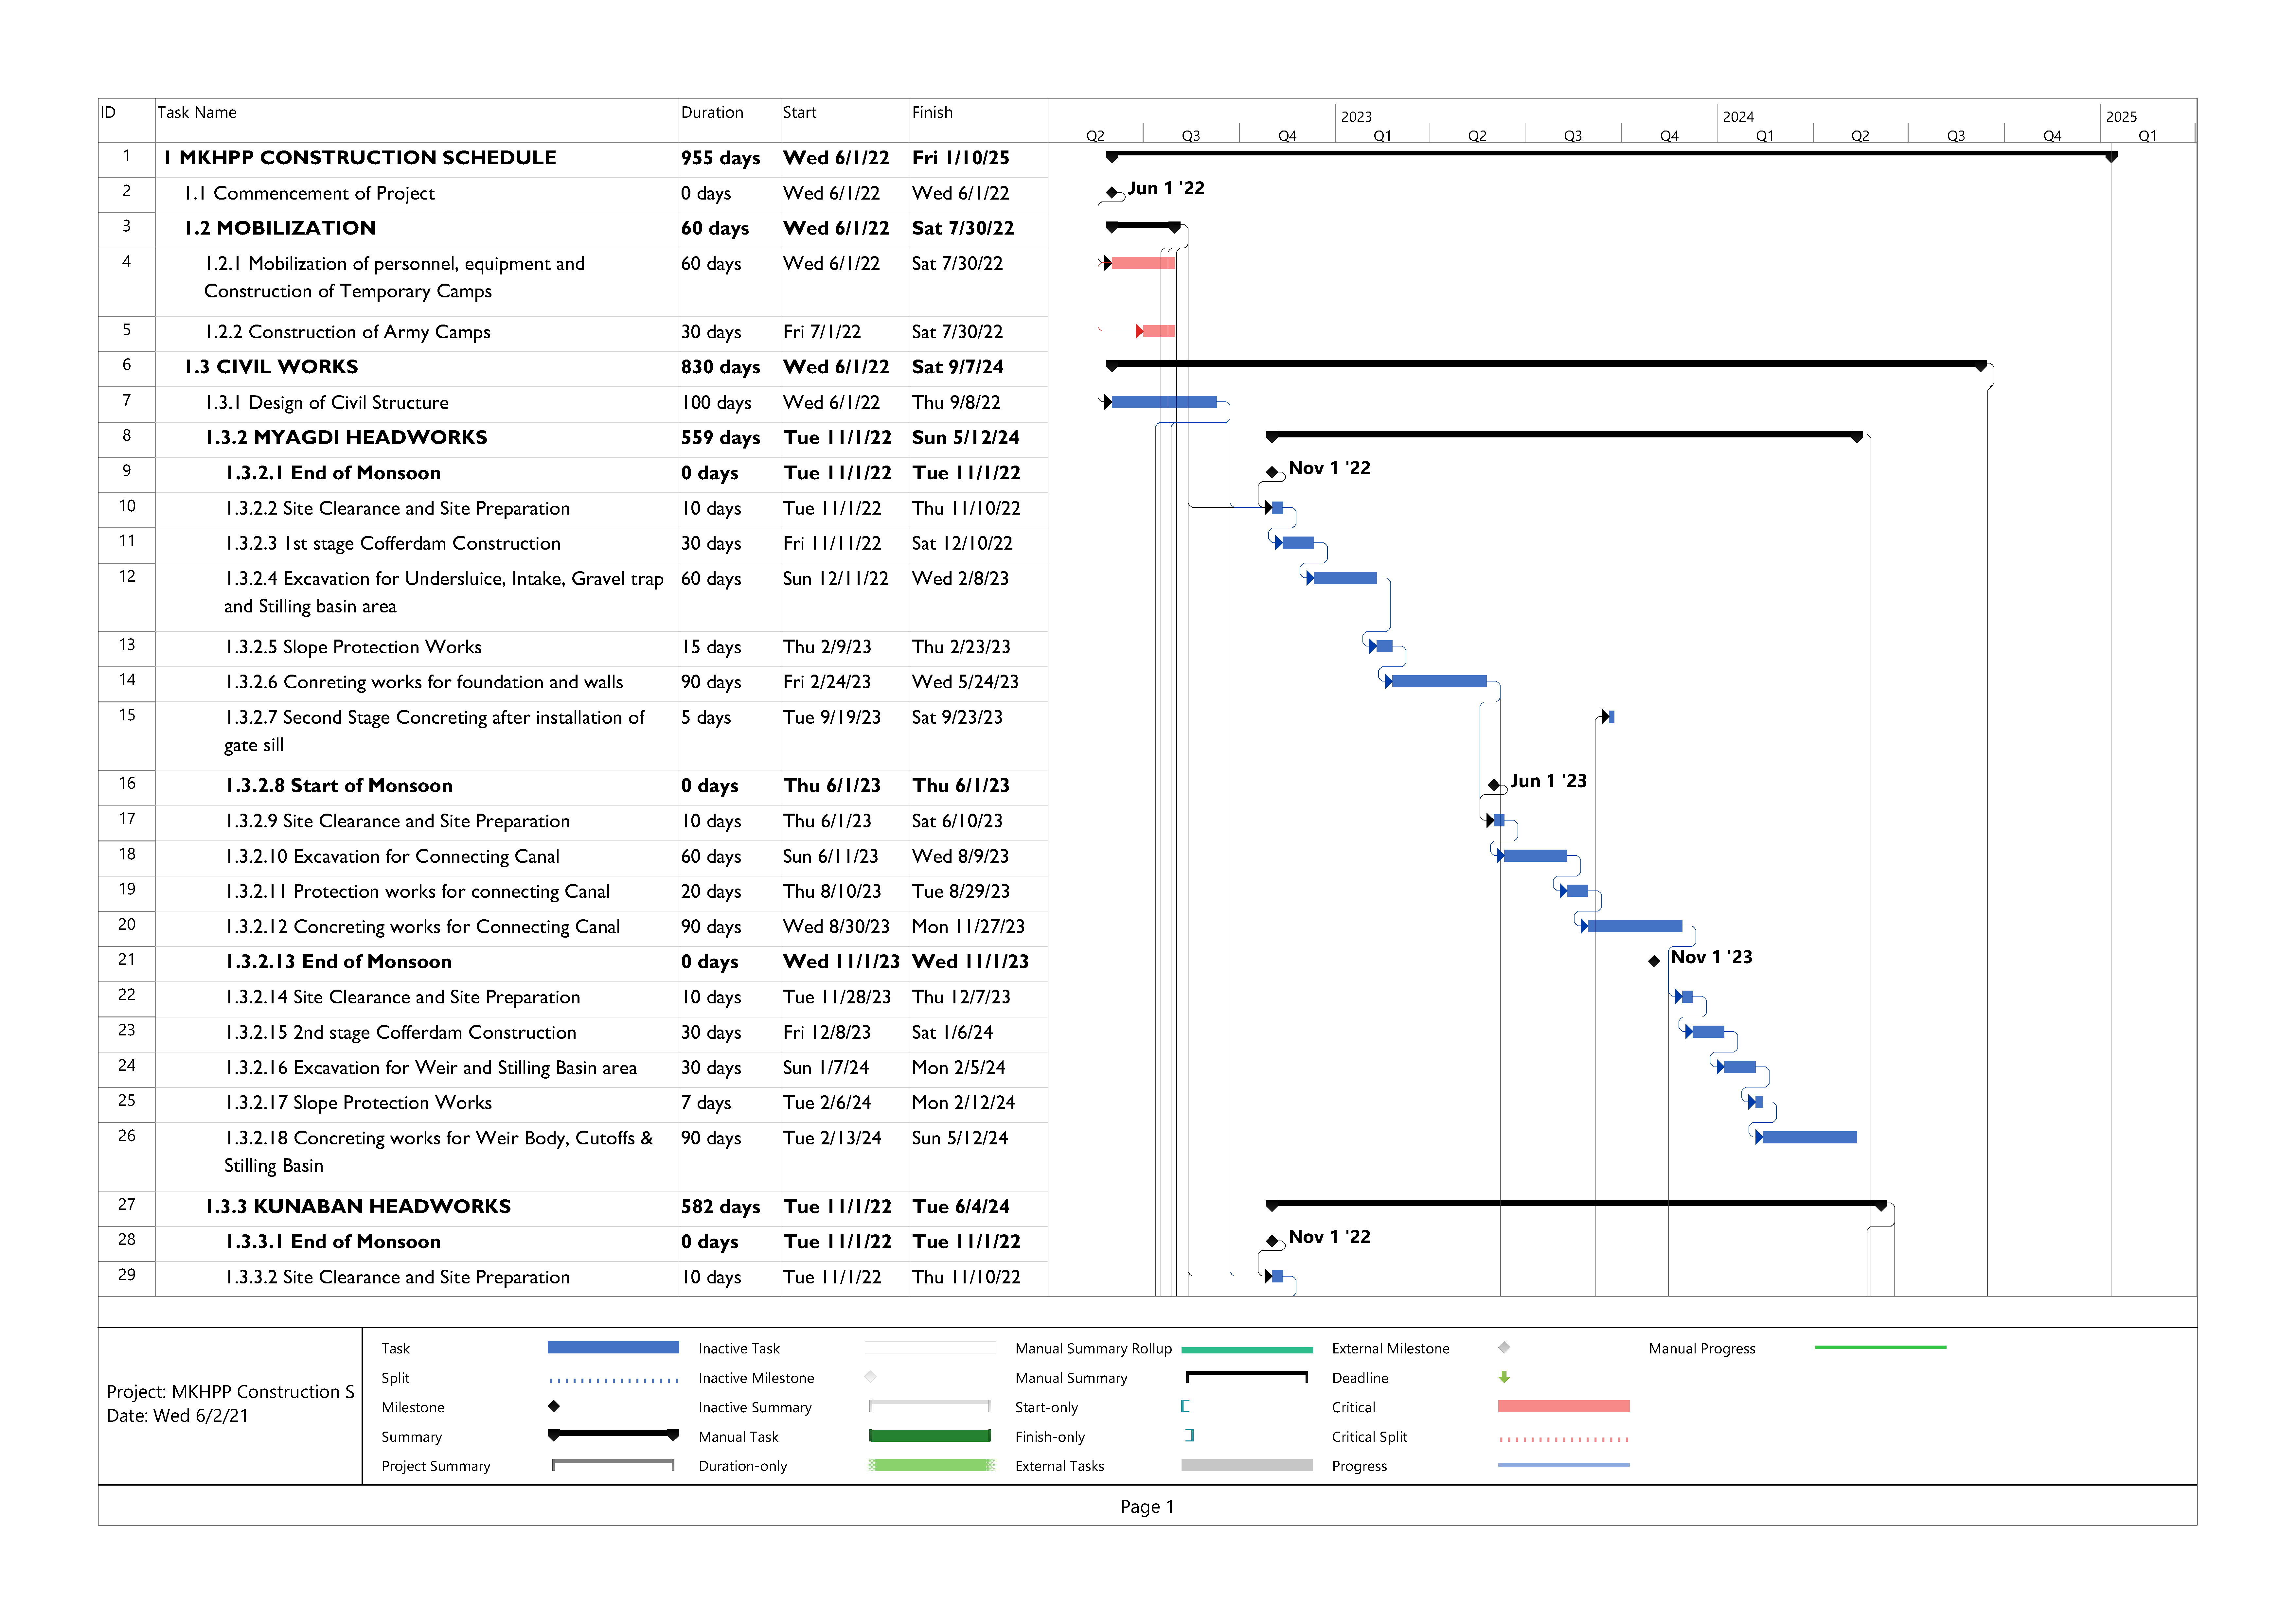 ID Task Name Duration Start Finish
2023 2024 2025
Q2 Q3 Q4 Q1 Q2 Q3 Q4 Q1 Q2 Q3 Q4 Q1
1 1 MKHPP CONSTRUCTION SCHEDULE 955 days Wed 6/1/22 Fri 1/10/25
2 1.1 Commencement of Project 0 days Wed 6/1/22 Wed 6/1/22 Jun 1 '22
3 1.2 MOBILIZATION 60 days Wed 6/1/22 Sat 7/30/22
4 1.2.1 Mobilization of personnel, equipment and 60 days Wed 6/1/22 Sat 7/30/22
Construction of Temporary Camps
5 1.2.2 Construction of Army Camps 30 days Fri 7/1/22 Sat 7/30/22
6 1.3 CIVIL WORKS 830 days Wed 6/1/22 Sat 9/7/24
7 1.3.1 Design of Civil Structure 100 days Wed 6/1/22 Thu 9/8/22
8 1.3.2 MYAGDI HEADWORKS 559 days Tue 11/1/22 Sun 5/12/24
9 1.3.2.1 End of Monsoon 0 days Tue 11/1/22 Tue 11/1/22 Nov 1 '22
10 1.3.2.2 Site Clearance and Site Preparation 10 days Tue 11/1/22 Thu 11/10/22
11 1.3.2.3 1st stage Cofferdam Construction 30 days Fri 11/11/22 Sat 12/10/22
12 1.3.2.4 Excavation for Undersluice, Intake, Gravel trap 60 days Sun 12/11/22 Wed 2/8/23
and Stilling basin area
13 1.3.2.5 Slope Protection Works 15 days Thu 2/9/23 Thu 2/23/23
14 1.3.2.6 Conreting works for foundation and walls 90 days Fri 2/24/23 Wed 5/24/23
15 1.3.2.7 Second Stage Concreting after installation of 5 days Tue 9/19/23 Sat 9/23/23
gate sill
16 1.3.2.8 Start of Monsoon 0 days Thu 6/1/23 Thu 6/1/23 Jun 1 '23
17 1.3.2.9 Site Clearance and Site Preparation 10 days Thu 6/1/23 Sat 6/10/23
18 1.3.2.10 Excavation for Connecting Canal 60 days Sun 6/11/23 Wed 8/9/23
19 1.3.2.11 Protection works for connecting Canal 20 days Thu 8/10/23 Tue 8/29/23
20 1.3.2.12 Concreting works for Connecting Canal 90 days Wed 8/30/23 Mon 11/27/23
21 1.3.2.13 End of Monsoon 0 days Wed 11/1/23 Wed 11/1/23 Nov 1 '23
22 1.3.2.14 Site Clearance and Site Preparation 10 days Tue 11/28/23 Thu 12/7/23
23 1.3.2.15 2nd stage Cofferdam Construction 30 days Fri 12/8/23 Sat 1/6/24
24 1.3.2.16 Excavation for Weir and Stilling Basin area 30 days Sun 1/7/24 Mon 2/5/24
25 1.3.2.17 Slope Protection Works 7 days Tue 2/6/24 Mon 2/12/24
26 1.3.2.18 Concreting works for Weir Body, Cutoffs & 90 days Tue 2/13/24 Sun 5/12/24
Stilling Basin
27 1.3.3 KUNABAN HEADWORKS 582 days Tue 11/1/22 Tue 6/4/24
28 1.3.3.1 End of Monsoon 0 days Tue 11/1/22 Tue 11/1/22 Nov 1 '22
29 1.3.3.2 Site Clearance and Site Preparation 10 days Tue 11/1/22 Thu 11/10/22
Project: MKHPP Construction S
Date: Wed 6/2/21
Task Inactive Task Manual Summary Rollup External Milestone Manual Progress
Split Inactive Milestone Manual Summary Deadline
Milestone Inactive Summary Start-only Critical
Summary Manual Task Finish-only Critical Split
Project Summary Duration-only External Tasks Progress
Page 1